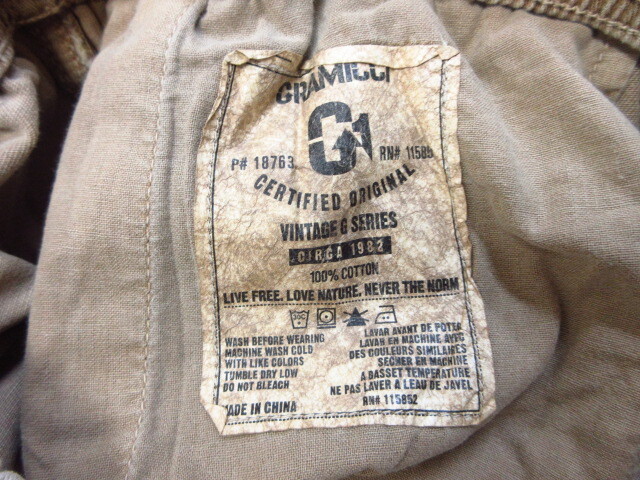 GRAMICCI
G
P# 18763 RN# 11585
CERTIFIED ORIGINAL
VINTAGE G SERIES
CIRCA 1982
100% COTTON
LIVE FREE. LOVE NATURE. NEVER THE NORM
30C
WASH BEFORE WEARING
MACHINE WASH COLD
WITH LIKE COLORS
TUMBLE DRY LOW
DO NOT BLEACH
LAVAR AVANT DE POTER
LAVAH EN MACHINE AVEC
DES COULEURS SIMILAIRES
SECHER EN MACHINE
A BASSET TEMPERATURE
NE PAS LAVER A LEAU DE JAVEL
RN# 115852
MADE IN CHINA